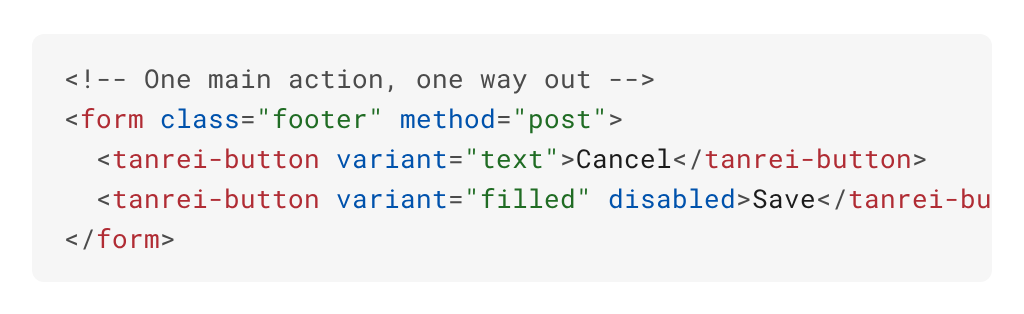 <!-- One main action, one way out -->
<form class="footer" method="post">
  <tanrei-button variant="text">Cancel</tanrei-button>
  <tanrei-button variant="filled" disabled>Save</tanrei-bu
</form>